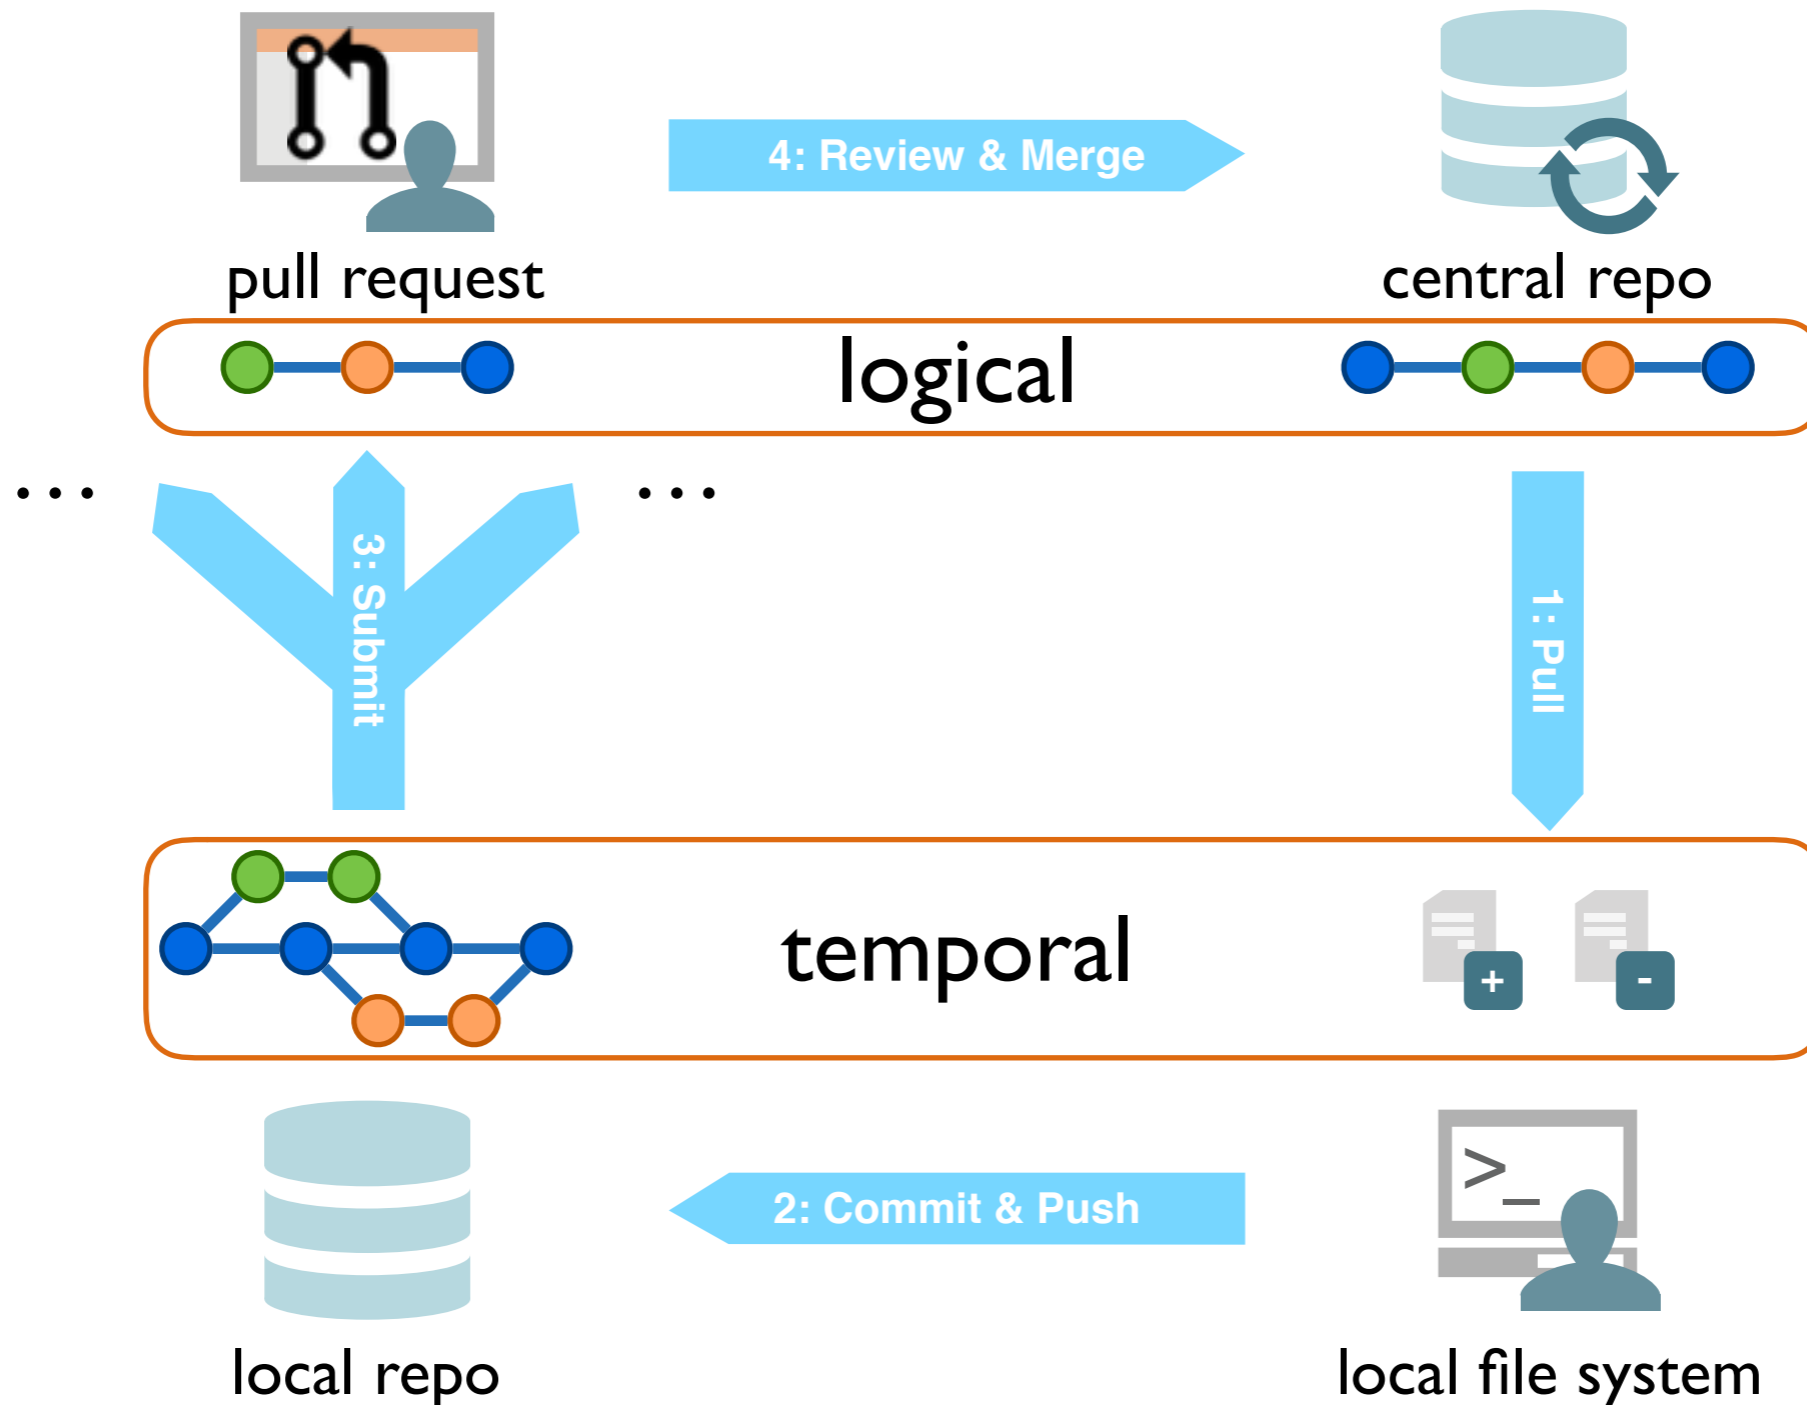 4: Review & Merge
pull request
central repo
logical
... ...
3: Submit
1: Pull
temporal
+ -
>_
2: Commit & Push
local repo
local file system